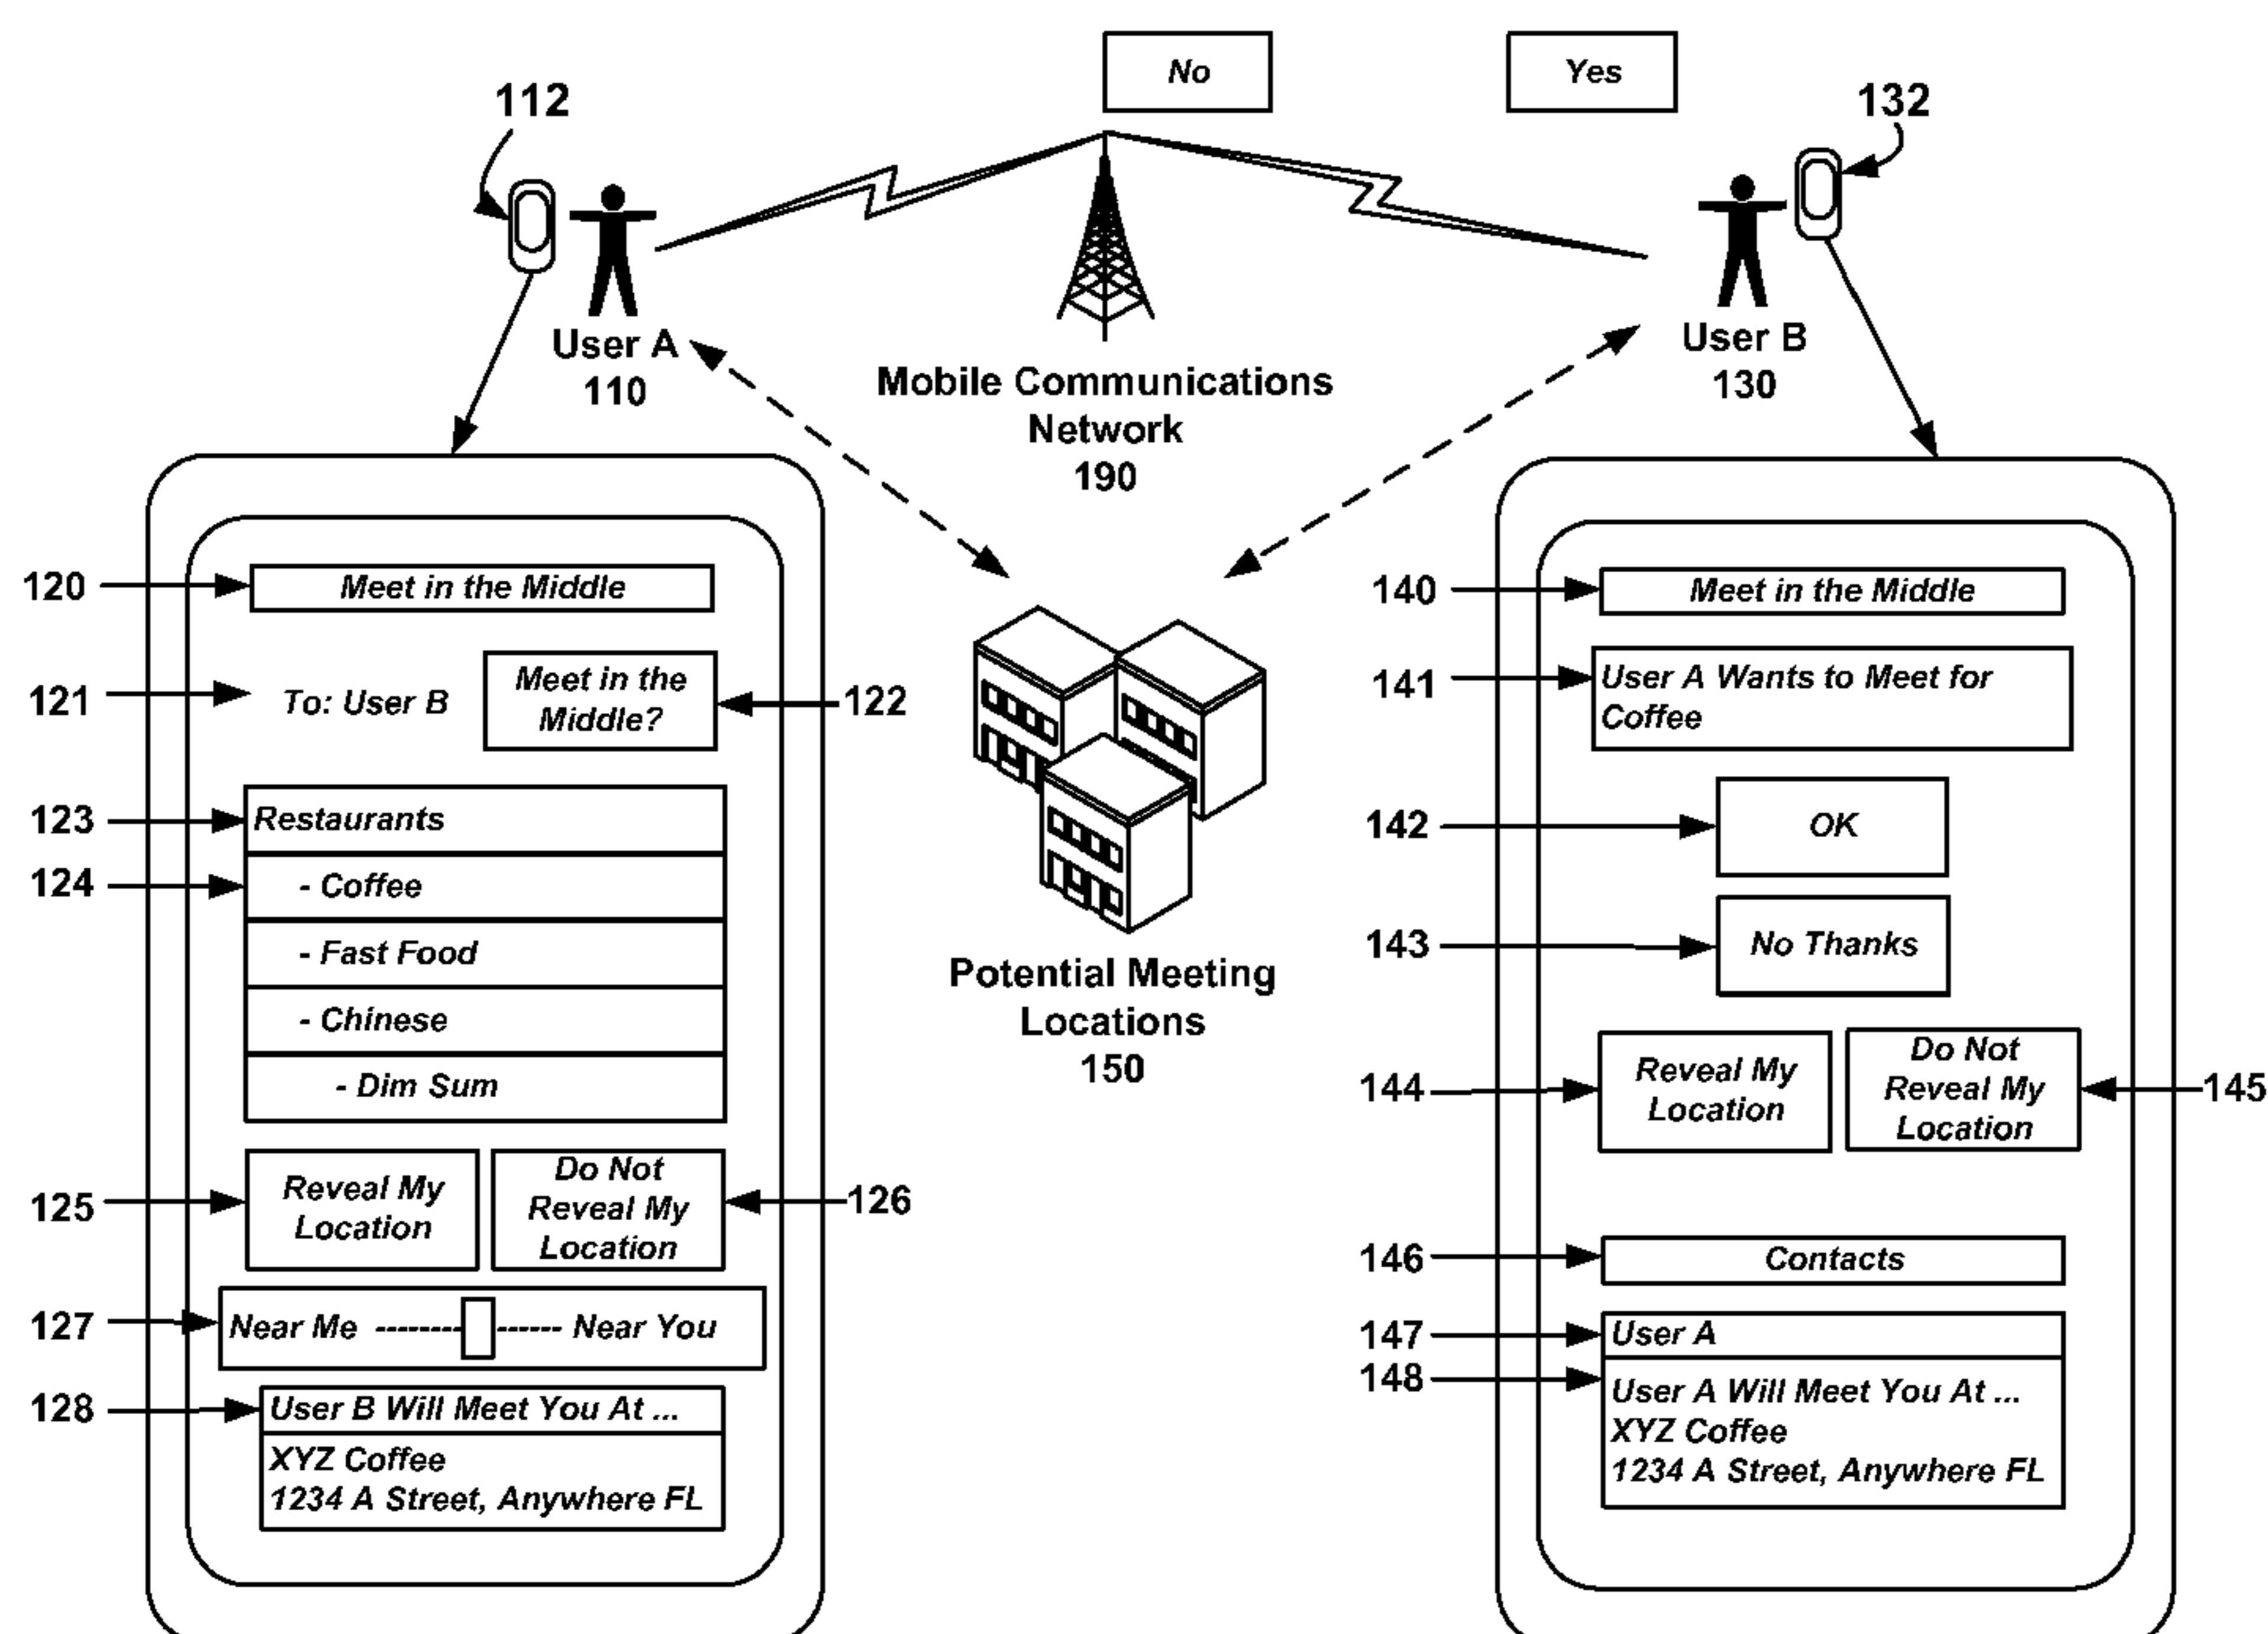 No
Yes
112
132
User A
110
User B
130
Mobile Communications
Network
190
120
Meet in the Middle
121
To: User B
Meet in the
Middle?
122
123
Restaurants
124
- Coffee
- Fast Food
- Chinese
- Dim Sum
125
Reveal My
Location
Do Not
Reveal My
Location
126
127
Near Me -------- ------ Near You
128
User B Will Meet You At ...
XYZ Coffee
1234 A Street, Anywhere FL
Potential Meeting
Locations
150
140
Meet in the Middle
141
User A Wants to Meet for
Coffee
142
OK
143
No Thanks
144
Reveal My
Location
Do Not
Reveal My
Location
145
146
Contacts
147
User A
148
User A Will Meet You At ...
XYZ Coffee
1234 A Street, Anywhere FL